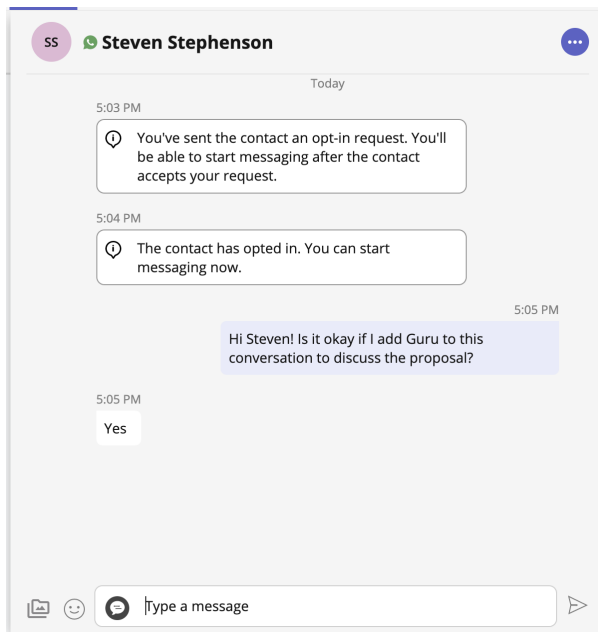 SS
Steven Stephenson
Today
5:03 PM
You've sent the contact an opt-in request. You'll
be able to start messaging after the contact
accepts your request.
5:04 PM
The contact has opted in. You can start
messaging now.
5:05 PM
Hi Steven! Is it okay if I add Guru to this
conversation to discuss the proposal?
5:05 PM
Yes
Type a message